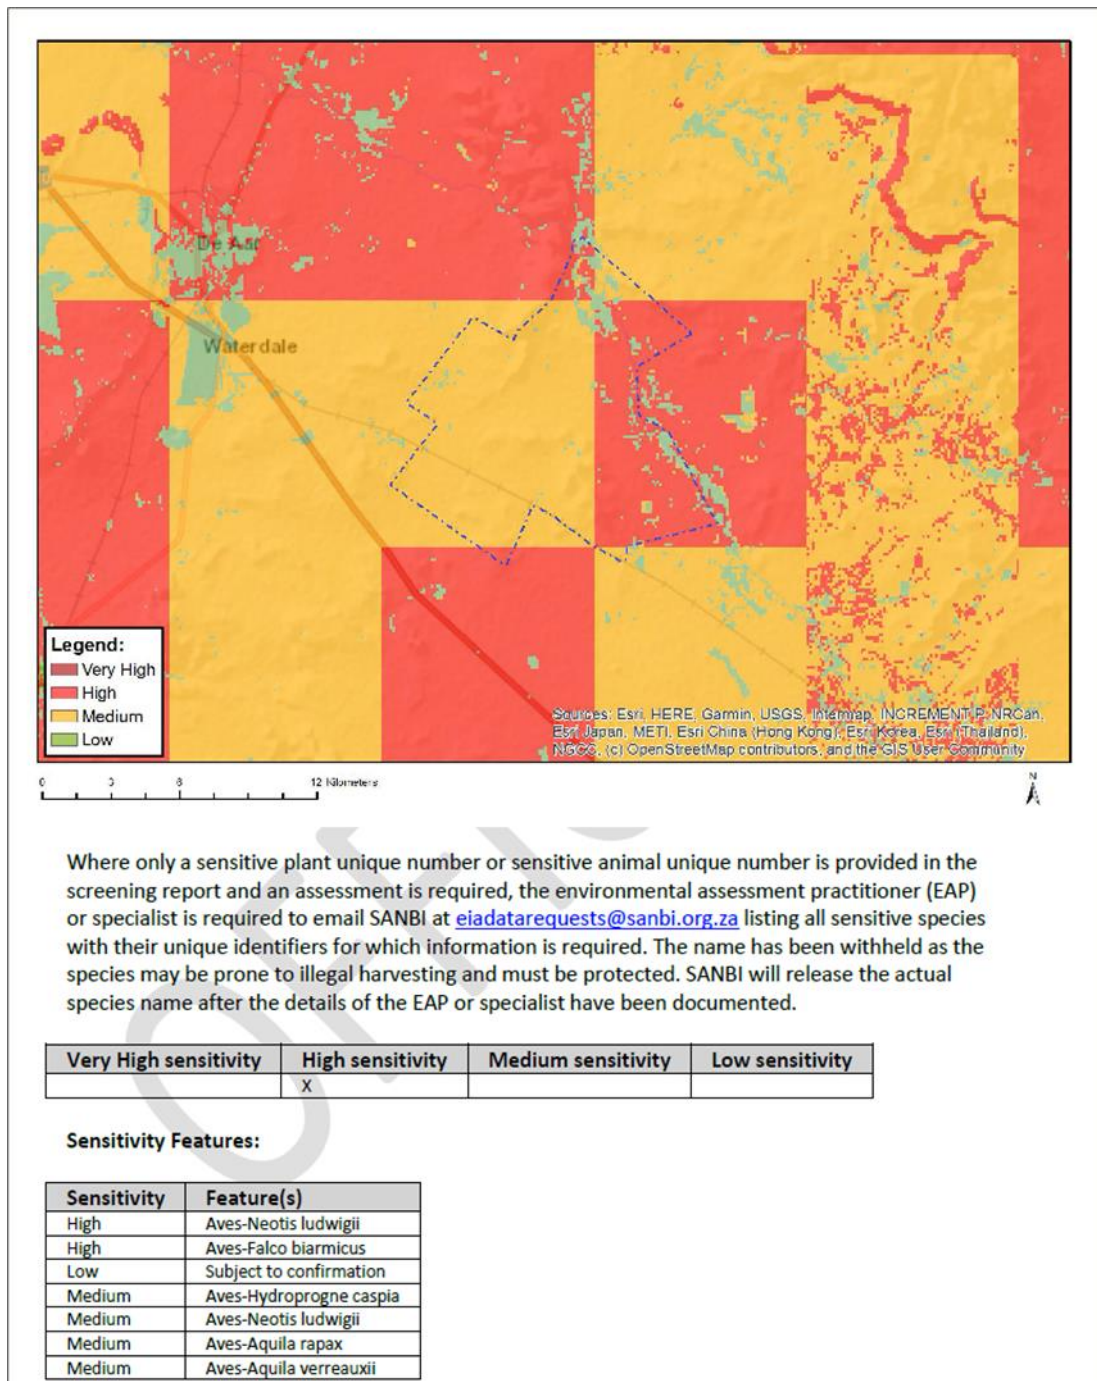 De Aar
Waterdale
Legend:
Very High
High
Medium
Low
Sources: Esri, HERE, Garmin, USGS, Intermap, INCREMENT P, NRCan,
Esri Japan, METI, Esri China (Hong Kong), Esri Korea, Esri (Thailand),
NGCC, (c) OpenStreetMap contributors, and the GIS User Community
0 3 6 12 Kilometers
N
Where only a sensitive plant unique number or sensitive animal unique number is provided in the
screening report and an assessment is required, the environmental assessment practitioner (EAP)
or specialist is required to email SANBI at eiadatarequests@sanbi.org.za listing all sensitive species
with their unique identifiers for which information is required. The name has been withheld as the
species may be prone to illegal harvesting and must be protected. SANBI will release the actual
species name after the details of the EAP or specialist have been documented.
Very High sensitivity High sensitivity Medium sensitivity Low sensitivity
X
Sensitivity Features:
Sensitivity Feature(s)
High Aves-Neotis ludwigii
High Aves-Falco biarmicus
Low Subject to confirmation
Medium Aves-Hydroprogne caspia
Medium Aves-Neotis ludwigii
Medium Aves-Aquila rapax
Medium Aves-Aquila verreauxii